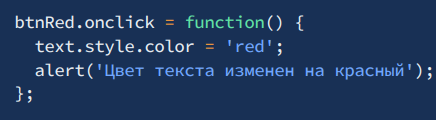 btnRed.onclick = function() {
  text.style.color = 'red';
  alert('Цвет текста изменен на красный');
};